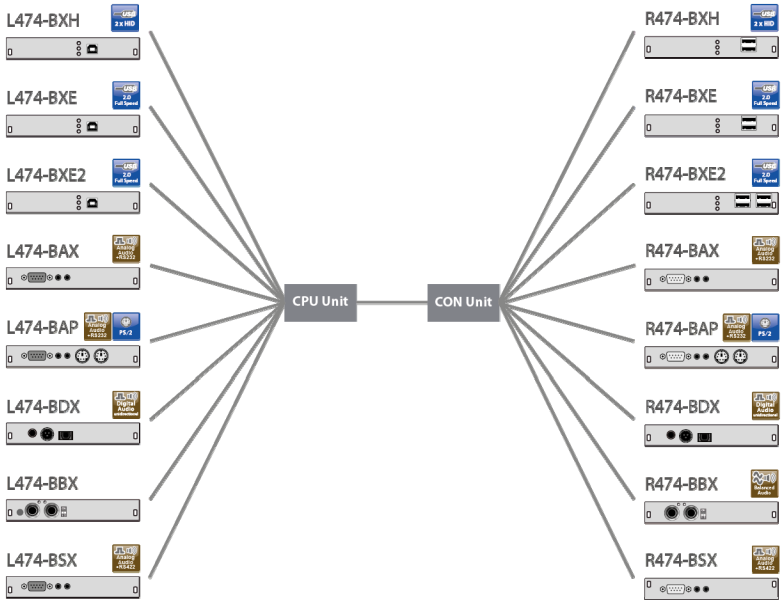 L474-BXH
USB
2 x HID
L474-BXE
USB
2.0
Full Speed
L474-BXE2
USB
2.0
Full Speed
L474-BAX
Analog
Audio
+RS232
L474-BAP
Analog
Audio
+RS232
PS/2
L474-BDX
Digital
Audio
unidirectional
L474-BBX
L474-BSX
Analog
Audio
+RS422
CPU Unit
CON Unit
R474-BXH
USB
2 x HID
R474-BXE
USB
2.0
Full Speed
R474-BXE2
USB
2.0
Full Speed
R474-BAX
Analog
Audio
+RS232
R474-BAP
Analog
Audio
+RS232
PS/2
R474-BDX
Digital
Audio
unidirectional
R474-BBX
Balanced
Audio
R474-BSX
Analog
Audio
+RS422